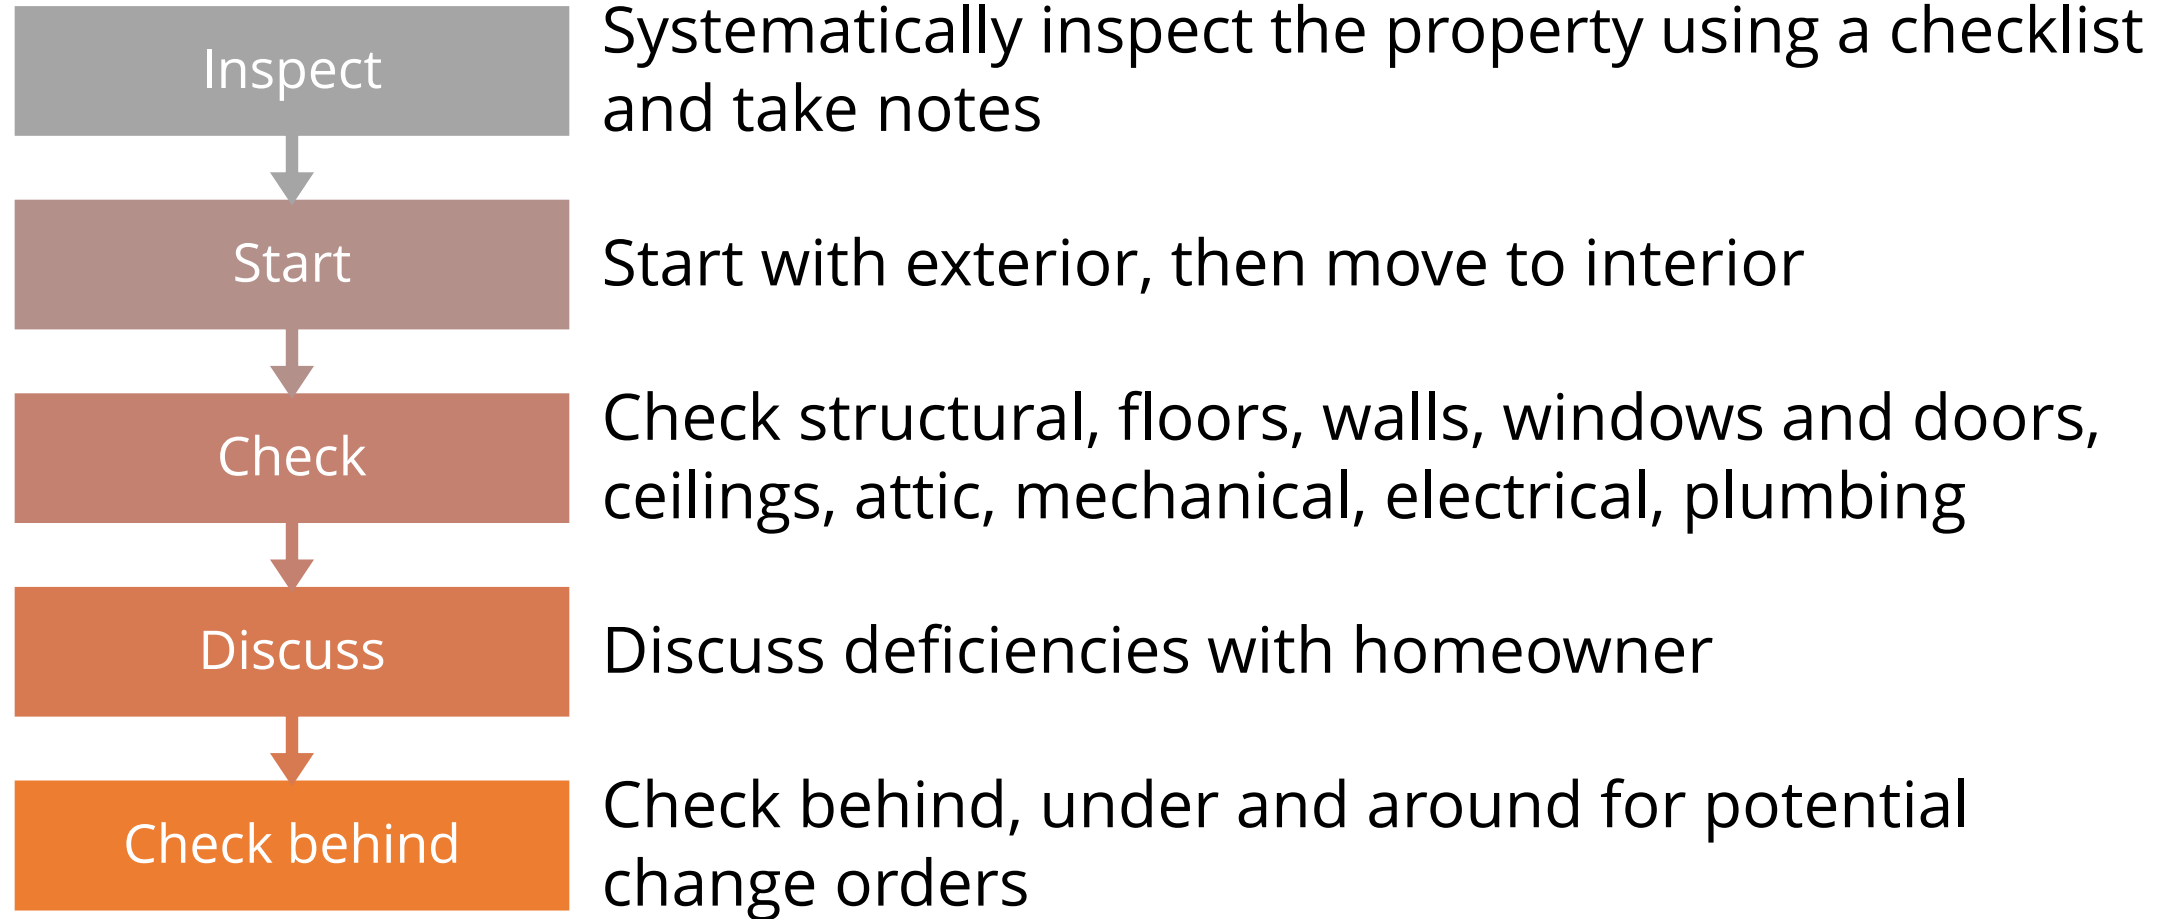 Inspect
Systematically inspect the property using a checklist
and take notes
Start
Start with exterior, then move to interior
Check
Check structural, floors, walls, windows and doors,
ceilings, attic, mechanical, electrical, plumbing
Discuss
Discuss deficiencies with homeowner
Check behind
Check behind, under and around for potential
change orders